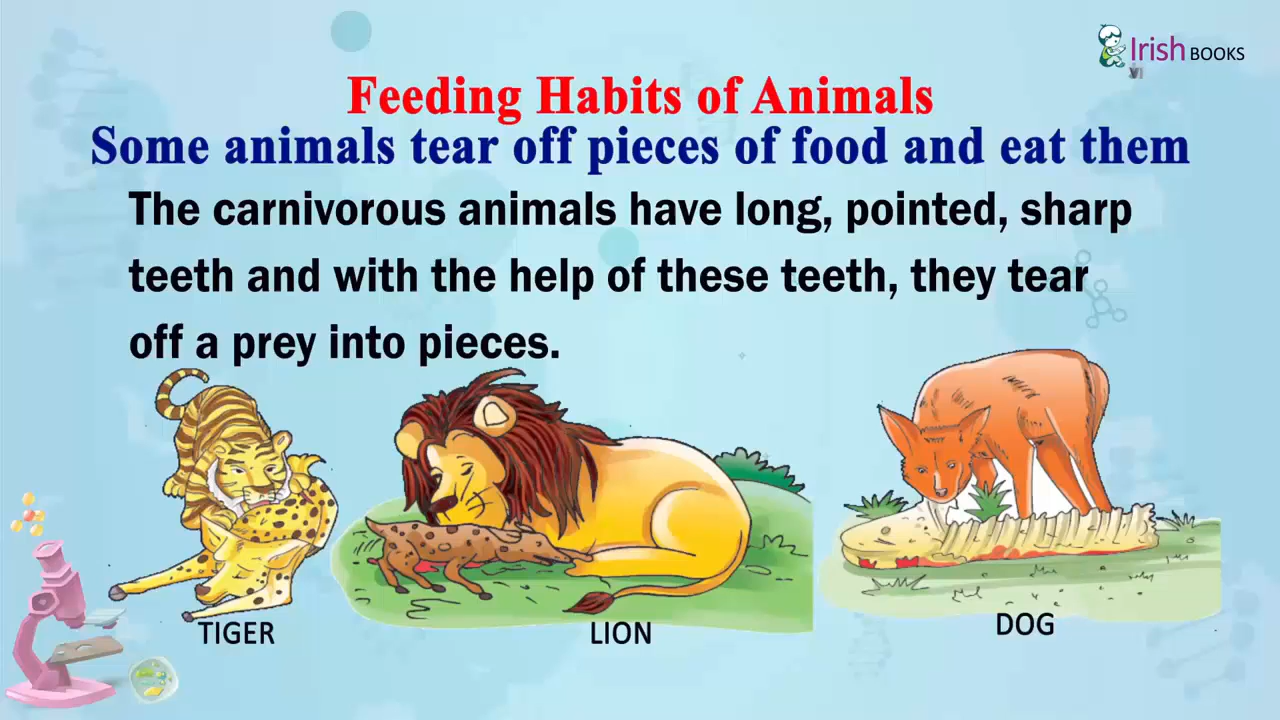 Irish BOOKS
Feeding Habits of Animals
Some animals tear off pieces of food and eat them
The carnivorous animals have long, pointed, sharp
teeth and with the help of these teeth, they tear
off a prey into pieces.
TIGER
LION
DOG